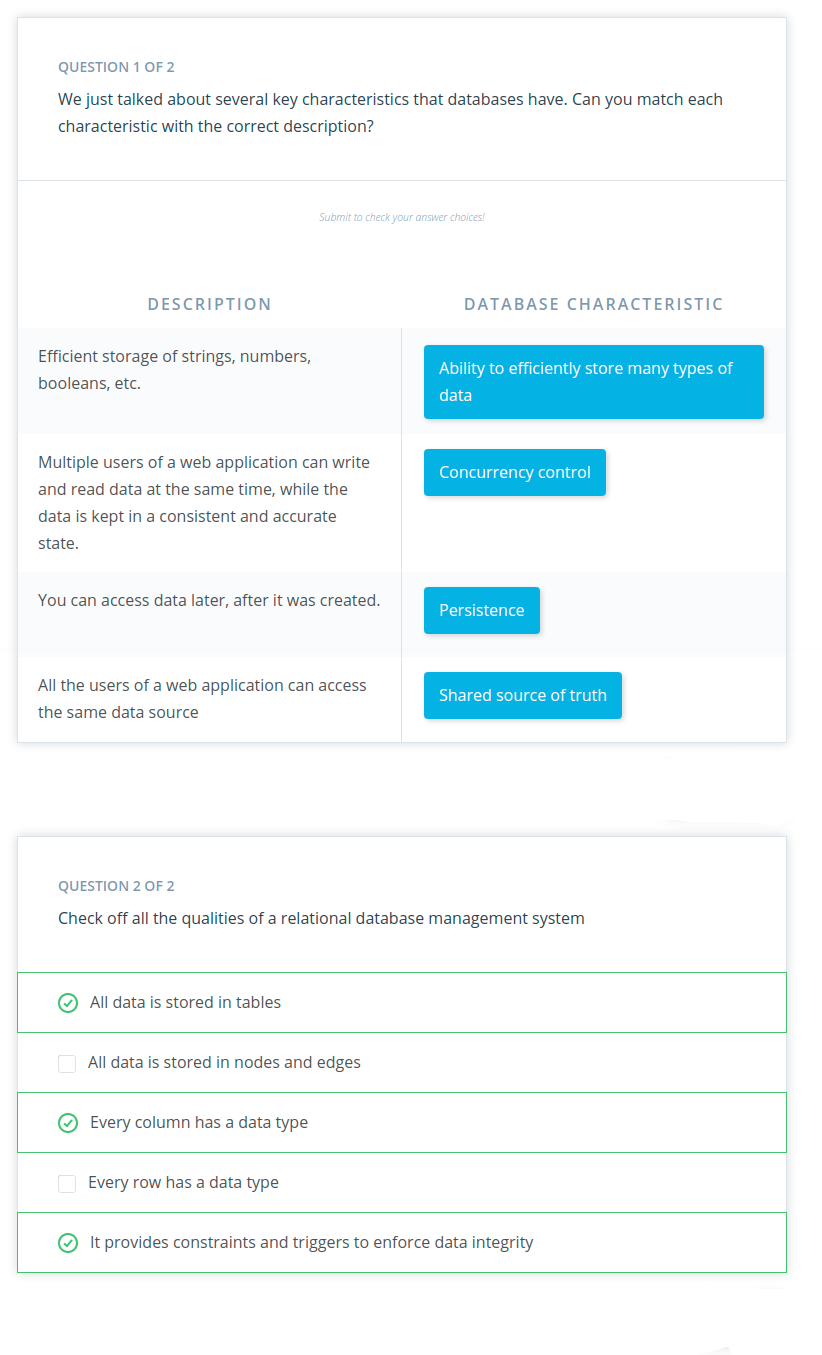 QUESTION 1 OF 2
We just talked about several key characteristics that databases have. Can you match each
characteristic with the correct description?
Submit to check your answer choices!
DESCRIPTION
DATABASE CHARACTERISTIC
Efficient storage of strings, numbers,
booleans, etc.
Ability to efficiently store many types of
data
Multiple users of a web application can write
and read data at the same time, while the
data is kept in a consistent and accurate
state.
Concurrency control
You can access data later, after it was created.
Persistence
All the users of a web application can access
the same data source
Shared source of truth
QUESTION 2 OF 2
Check off all the qualities of a relational database management system
All data is stored in tables
All data is stored in nodes and edges
Every column has a data type
Every row has a data type
It provides constraints and triggers to enforce data integrity